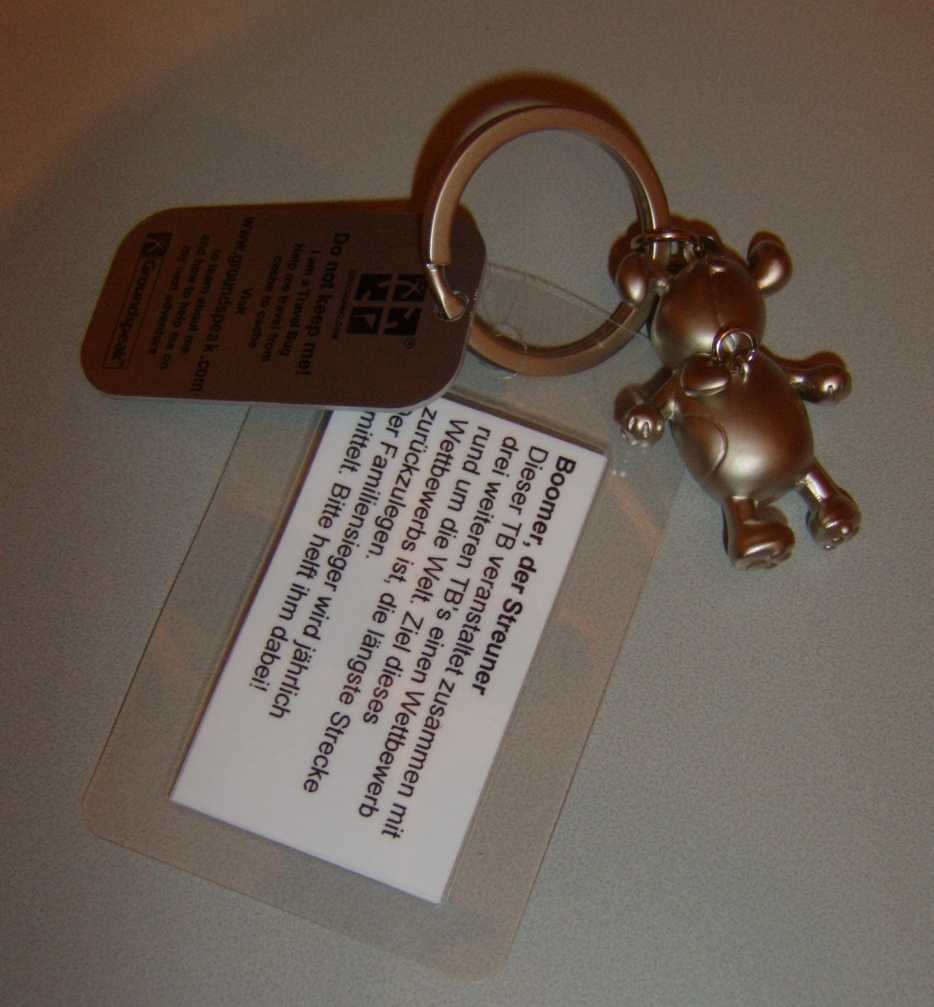 Do not keep me!
I am a Travel Bug
Help me travel from
cache to cache
Visit
www.groundspeak.com
to learn about me
and how to help me on
my next adventure
Groundspeak
Boomer, der Streuner
Dieser TB veranstaltet zusammen mit
drei weiteren TB's einen Wettbewerb
rund um die Welt. Ziel dieses
Wettbewerbs ist, die längste Strecke
zurückzulegen.
er Familiensieger wird jährlich
mittelt. Bitte helft ihm dabei!